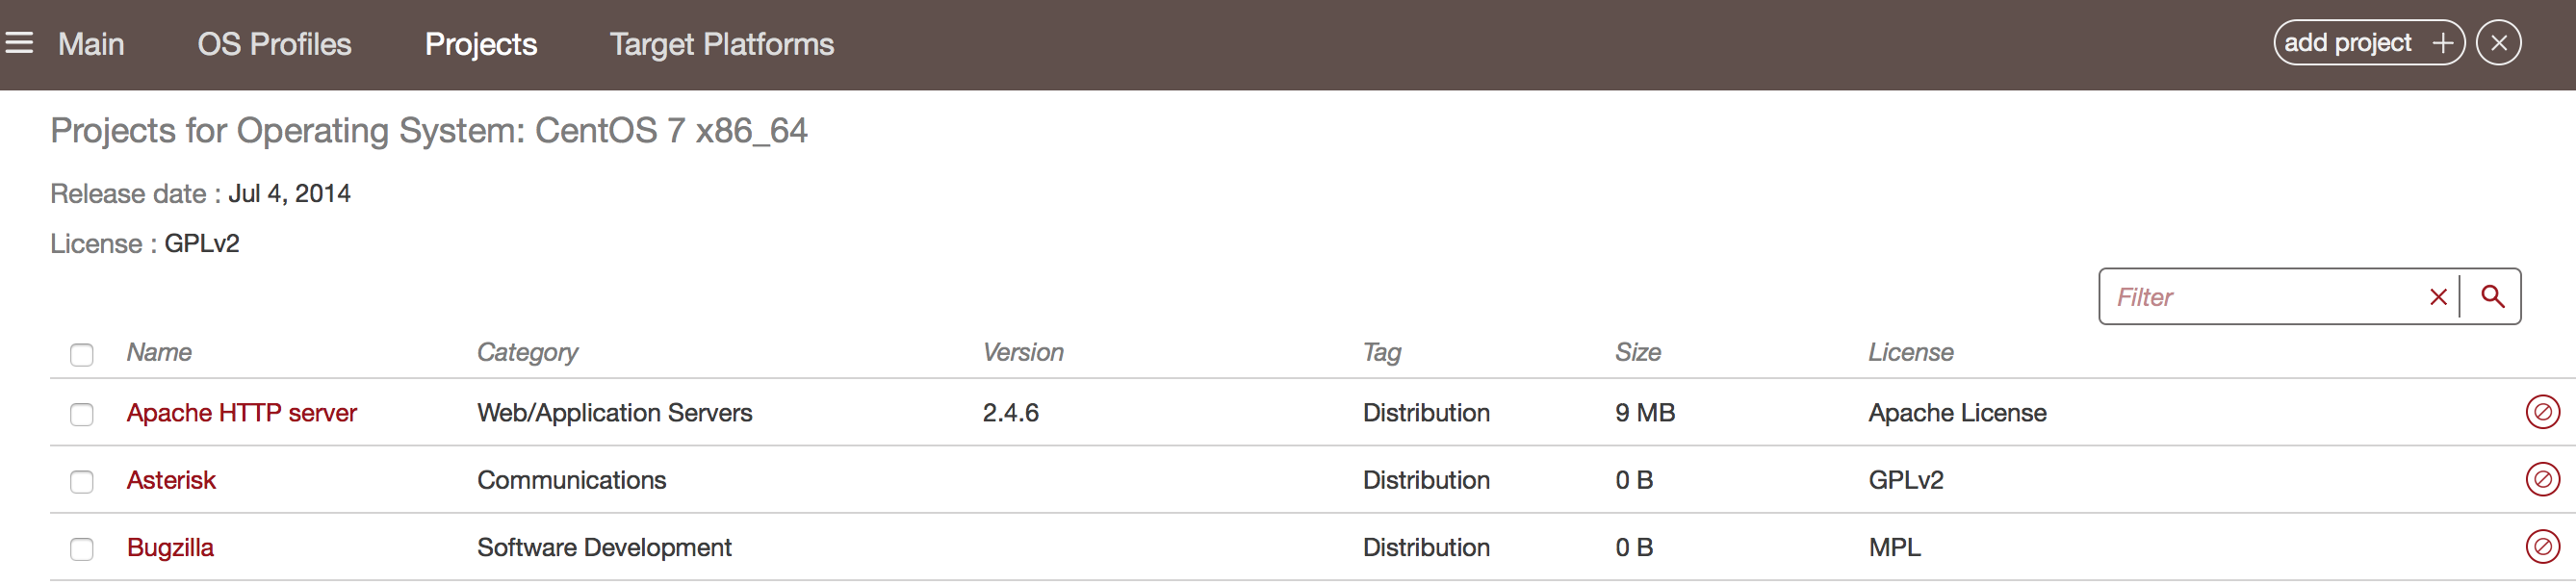 Main OS Profiles Projects Target Platforms add project +
Projects for Operating System: CentOS 7 x86_64
Release date : Jul 4, 2014
License : GPLv2
Filter
Name Category Version Tag Size License
Apache HTTP server Web/Application Servers 2.4.6 Distribution 9 MB Apache License
Asterisk Communications Distribution 0 B GPLv2
Bugzilla Software Development Distribution 0 B MPL